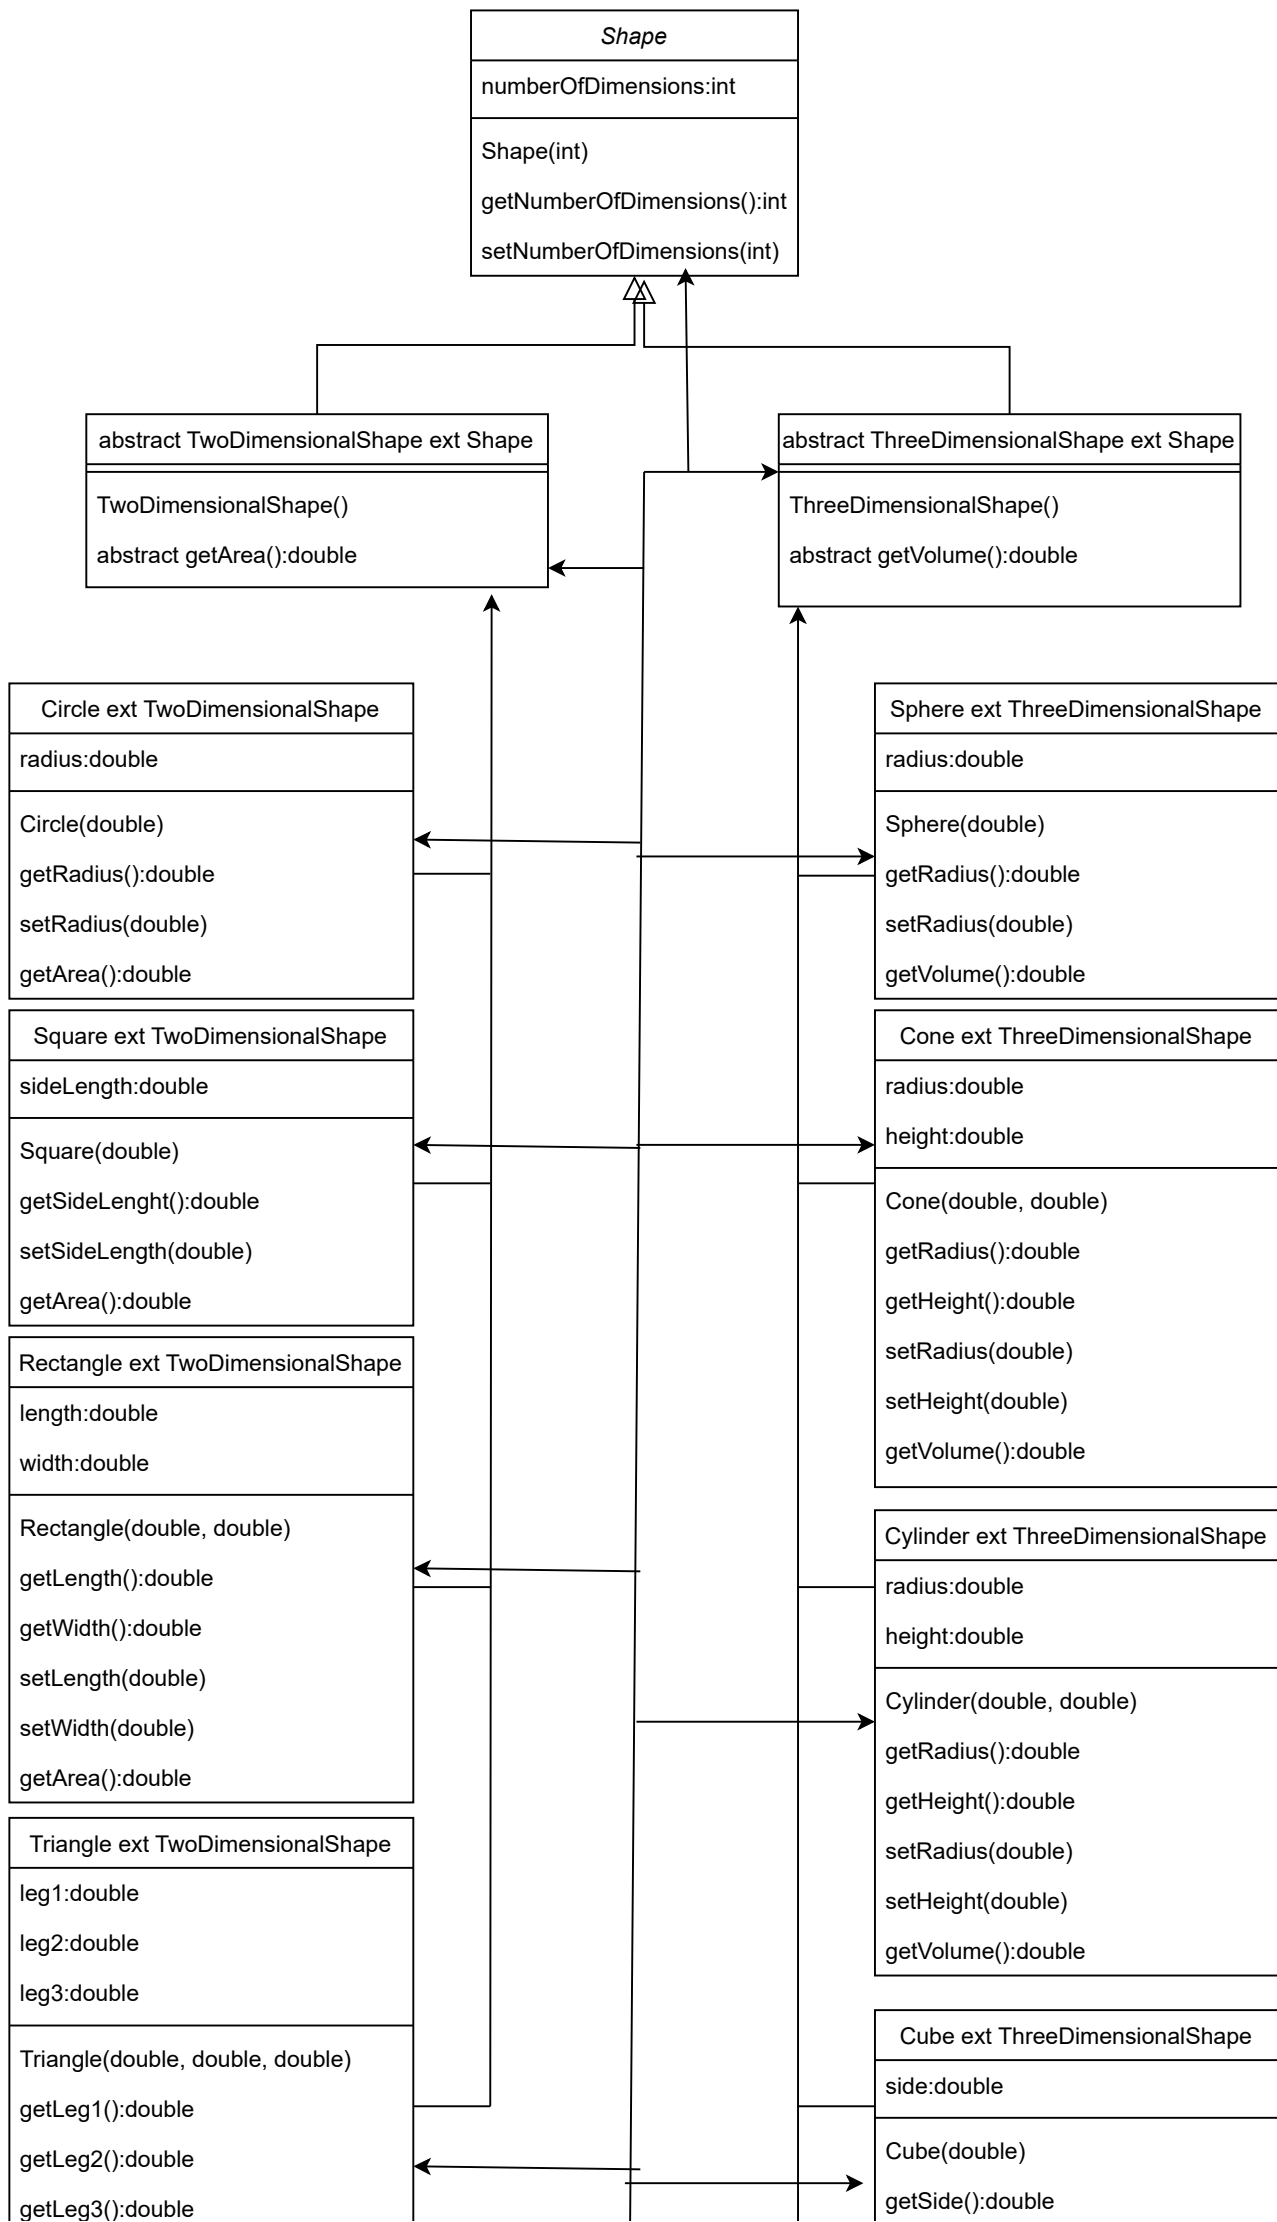 Shape
numberOfDimensions:int
Shape(int)
getNumberOfDimensions():int
setNumberOfDimensions(int)
abstract TwoDimensionalShape ext Shape
TwoDimensionalShape()
abstract getArea():double
abstract ThreeDimensionalShape ext Shape
ThreeDimensionalShape()
abstract getVolume():double
Circle ext TwoDimensionalShape
radius:double
Circle(double)
getRadius():double
setRadius(double)
getArea():double
Square ext TwoDimensionalShape
sideLength:double
Square(double)
getSideLenght():double
setSideLength(double)
getArea():double
Rectangle ext TwoDimensionalShape
length:double
width:double
Rectangle(double, double)
getLength():double
getWidth():double
setLength(double)
setWidth(double)
getArea():double
Triangle ext TwoDimensionalShape
leg1:double
leg2:double
leg3:double
Triangle(double, double, double)
getLeg1():double
getLeg2():double
getLeg3():double
Sphere ext ThreeDimensionalShape
radius:double
Sphere(double)
getRadius():double
setRadius(double)
getVolume():double
Cone ext ThreeDimensionalShape
radius:double
height:double
Cone(double, double)
getRadius():double
getHeight():double
setRadius(double)
setHeight(double)
getVolume():double
Cylinder ext ThreeDimensionalShape
radius:double
height:double
Cylinder(double, double)
getRadius():double
getHeight():double
setRadius(double)
setHeight(double)
getVolume():double
Cube ext ThreeDimensionalShape
side:double
Cube(double)
getSide():double